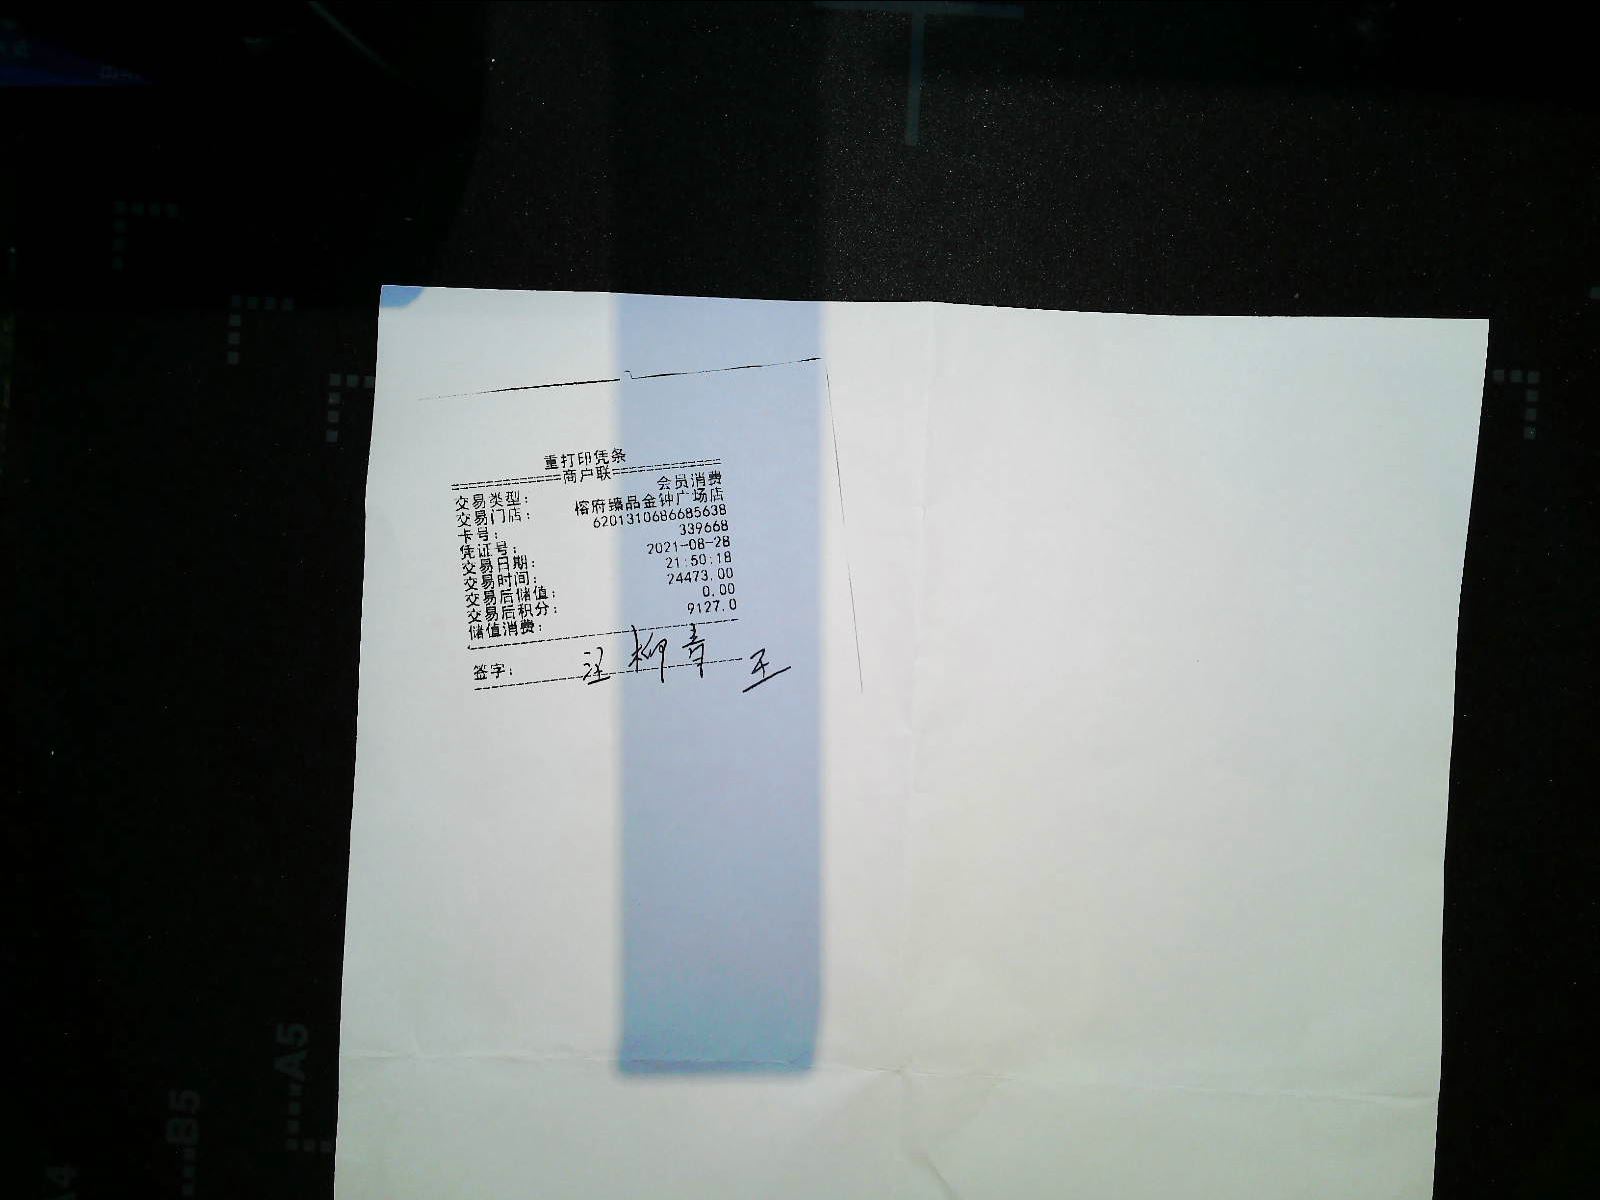 重打印凭条
============商户联============
交易类型： 会员消费
交易门店： 榕府臻品金钟广场店
卡号： 6201310686685638
凭证号： 339668
交易日期： 2021-08-28
交易时间： 21:50:18
交易后储值： 24473.00
交易后积分： 0.00
储值消费： 9127.0
签字： 汪柳青 王
A5
B5
A4